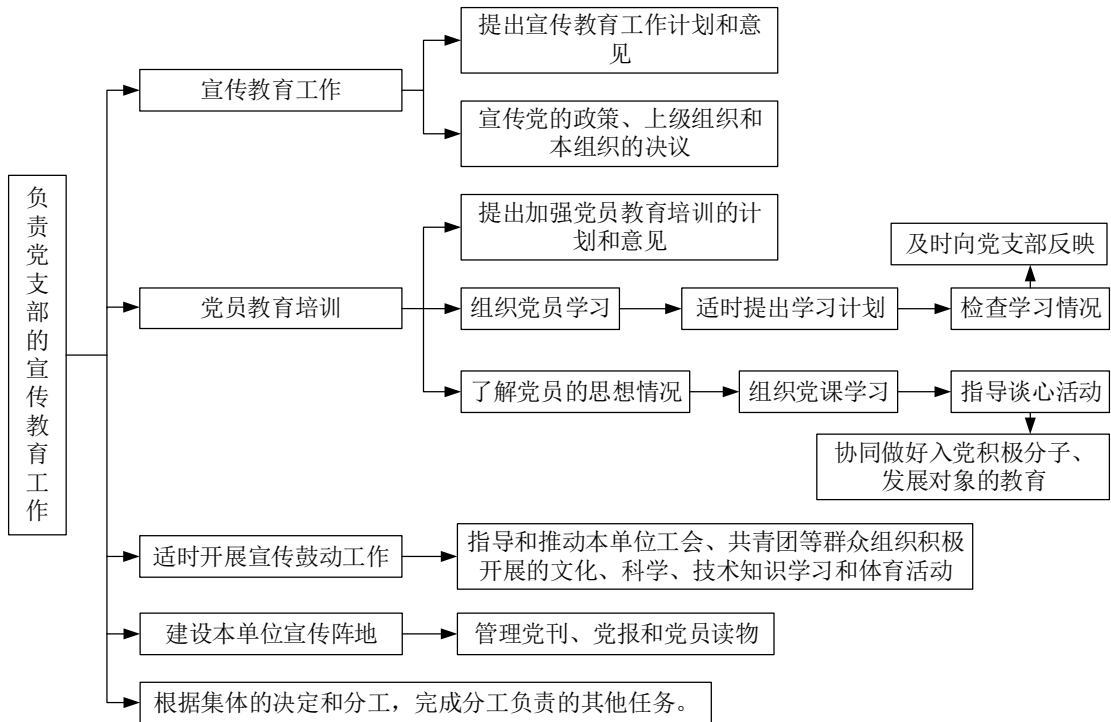 负责党支部的宣传教育工作
宣传教育工作
提出宣传教育工作计划和意
见
宣传党的政策、上级组织和
本组织的决议
党员教育培训
提出加强党员教育培训的计
划和意见
组织党员学习
适时提出学习计划
检查学习情况
及时向党支部反映
了解党员的思想情况
组织党课学习
指导谈心活动
协同做好入党积极分子、
发展对象的教育
适时开展宣传鼓动工作
指导和推动本单位工会、共青团等群众组织积极
开展的文化、科学、技术知识学习和体育活动
建设本单位宣传阵地
管理党刊、党报和党员读物
根据集体的决定和分工，完成分工负责的其他任务。